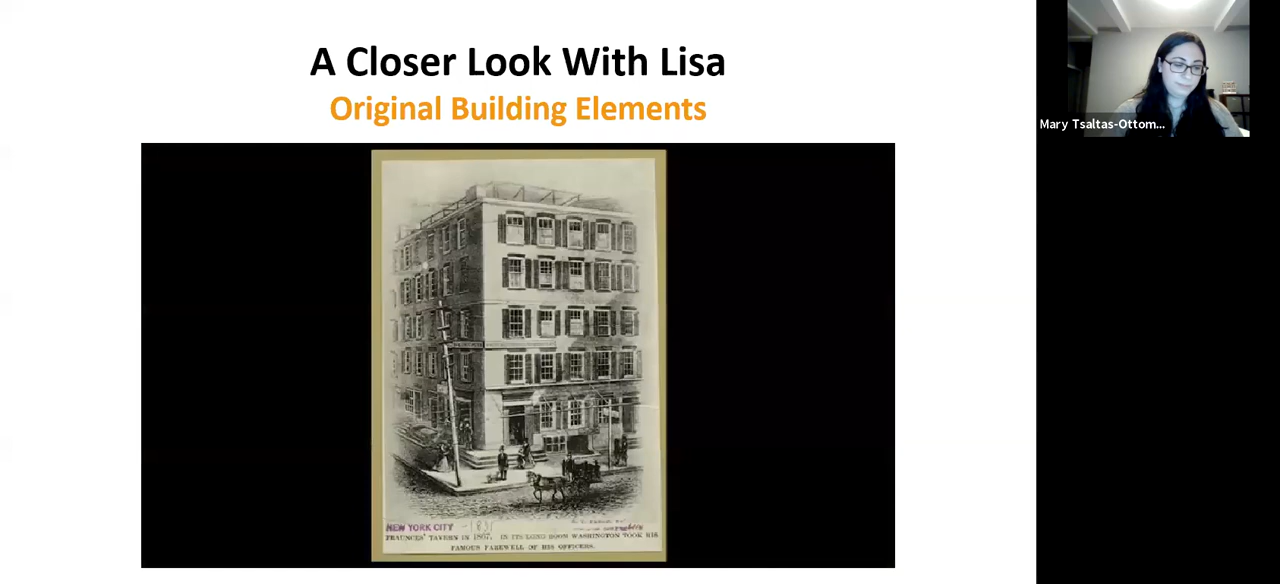 A Closer Look With Lisa
Original Building Elements
Mary Tsaltas-Ottom...
NEW YORK CITY
FRAUNCES' TAVERN IN 1867. IN ITS LONG ROOM WASHINGTON TOOK HIS
FAMOUS FAREWELL OF HIS OFFICERS.